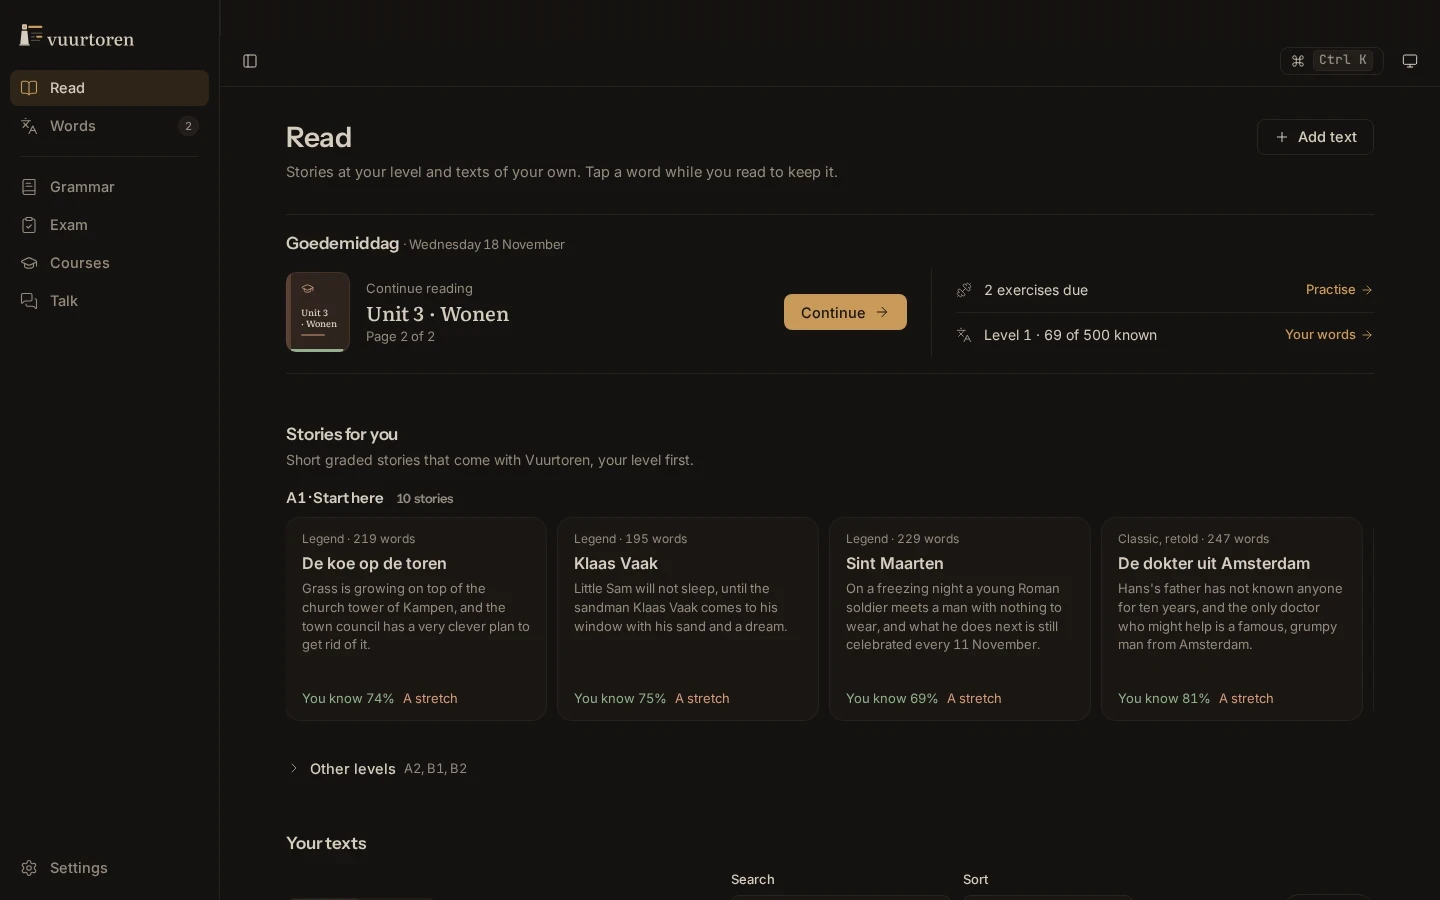 vuurtoren
Read
Words 2
Grammar
Exam
Courses
Talk
Settings
Ctrl K
Read
Add text
Stories at your level and texts of your own. Tap a word while you read to keep it.
Goedemiddag · Wednesday 18 November
Unit 3
· Wonen
Continue reading
Unit 3 · Wonen
Page 2 of 2
Continue
2 exercises due
Practise
Level 1 · 69 of 500 known
Your words
Stories for you
Short graded stories that come with Vuurtoren, your level first.
A1 · Start here 10 stories
Legend · 219 words
De koe op de toren
Grass is growing on top of the
church tower of Kampen, and the
town council has a very clever plan to
get rid of it.
You know 74% A stretch
Legend · 195 words
Klaas Vaak
Little Sam will not sleep, until the
sandman Klaas Vaak comes to his
window with his sand and a dream.
You know 75% A stretch
Legend · 229 words
Sint Maarten
On a freezing night a young Roman
soldier meets a man with nothing to
wear, and what he does next is still
celebrated every 11 November.
You know 69% A stretch
Classic, retold · 247 words
De dokter uit Amsterdam
Hans's father has not known anyone
for ten years, and the only doctor
who might help is a famous, grumpy
man from Amsterdam.
You know 81% A stretch
Other levels A2, B1, B2
Your texts
Search
Sort